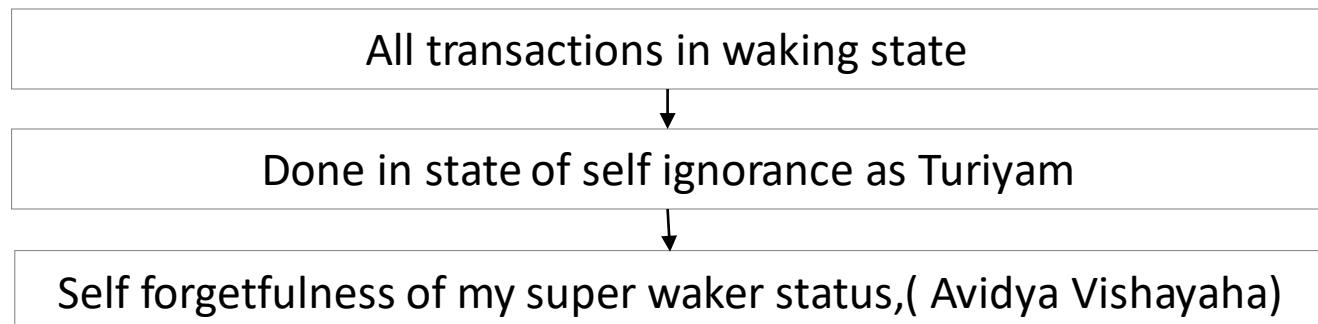 All transactions in waking state
Done in state of self ignorance as Turiyam
Self forgetfulness of my super waker status,( Avidya Vishayaha)